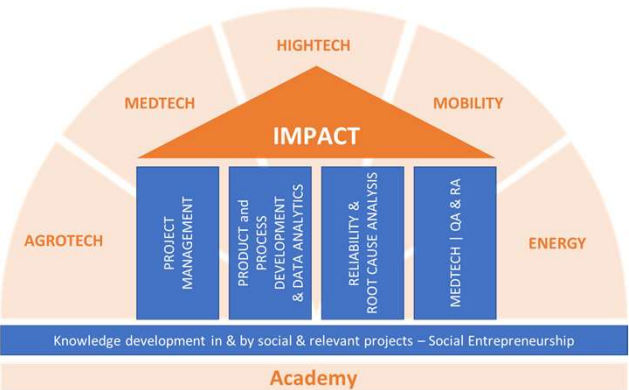 HIGHTECH
MEDTECH
MOBILITY
IMPACT
AGROTECH
ENERGY
PROJECT
MANAGEMENT
PRODUCT and
PROCESS
DEVELOPMENT
& DATA ANALYTICS
RELIABILITY &
ROOT CAUSE ANALYSIS
MEDTECH | QA & RA
Knowledge development in & by social & relevant projects – Social Entrepreneurship
Academy